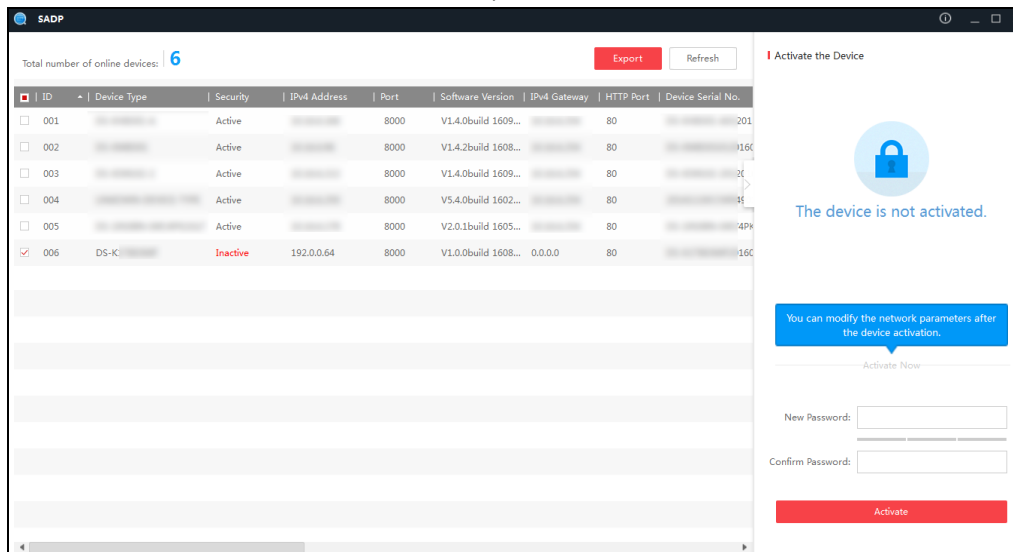 SADP
Total number of online devices: 6
Export
Refresh
ID | Device Type | Security | IPv4 Address | Port | Software Version | IPv4 Gateway | HTTP Port | Device Serial No.
001 Active 8000 V1.4.0build 1609... 80 201
002 Active 8000 V1.4.2build 1608... 80 160
003 Active 8000 V1.4.0build 1609... 80
004 Active 8000 V5.4.0build 1602... 80
005 Active 8000 V2.0.1build 1605... 80 4PK
006 DS-K Inactive 192.0.0.64 8000 V1.0.0build 1608... 0.0.0.0 80 160
Activate the Device
The device is not activated.
You can modify the network parameters after
the device activation.
Activate Now
New Password:
Confirm Password:
Activate